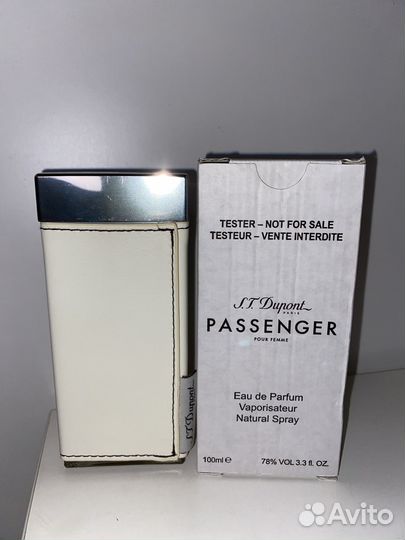 TESTER – NOT FOR SALE
TESTEUR – VENTE INTERDITE
S.T. Dupont
PARIS
PASSENGER
POUR FEMME
Eau de Parfum
Vaporisateur
Natural Spray
100ml e 78% VOL 3.3 fl. OZ.
S.T. Dupont
Avito